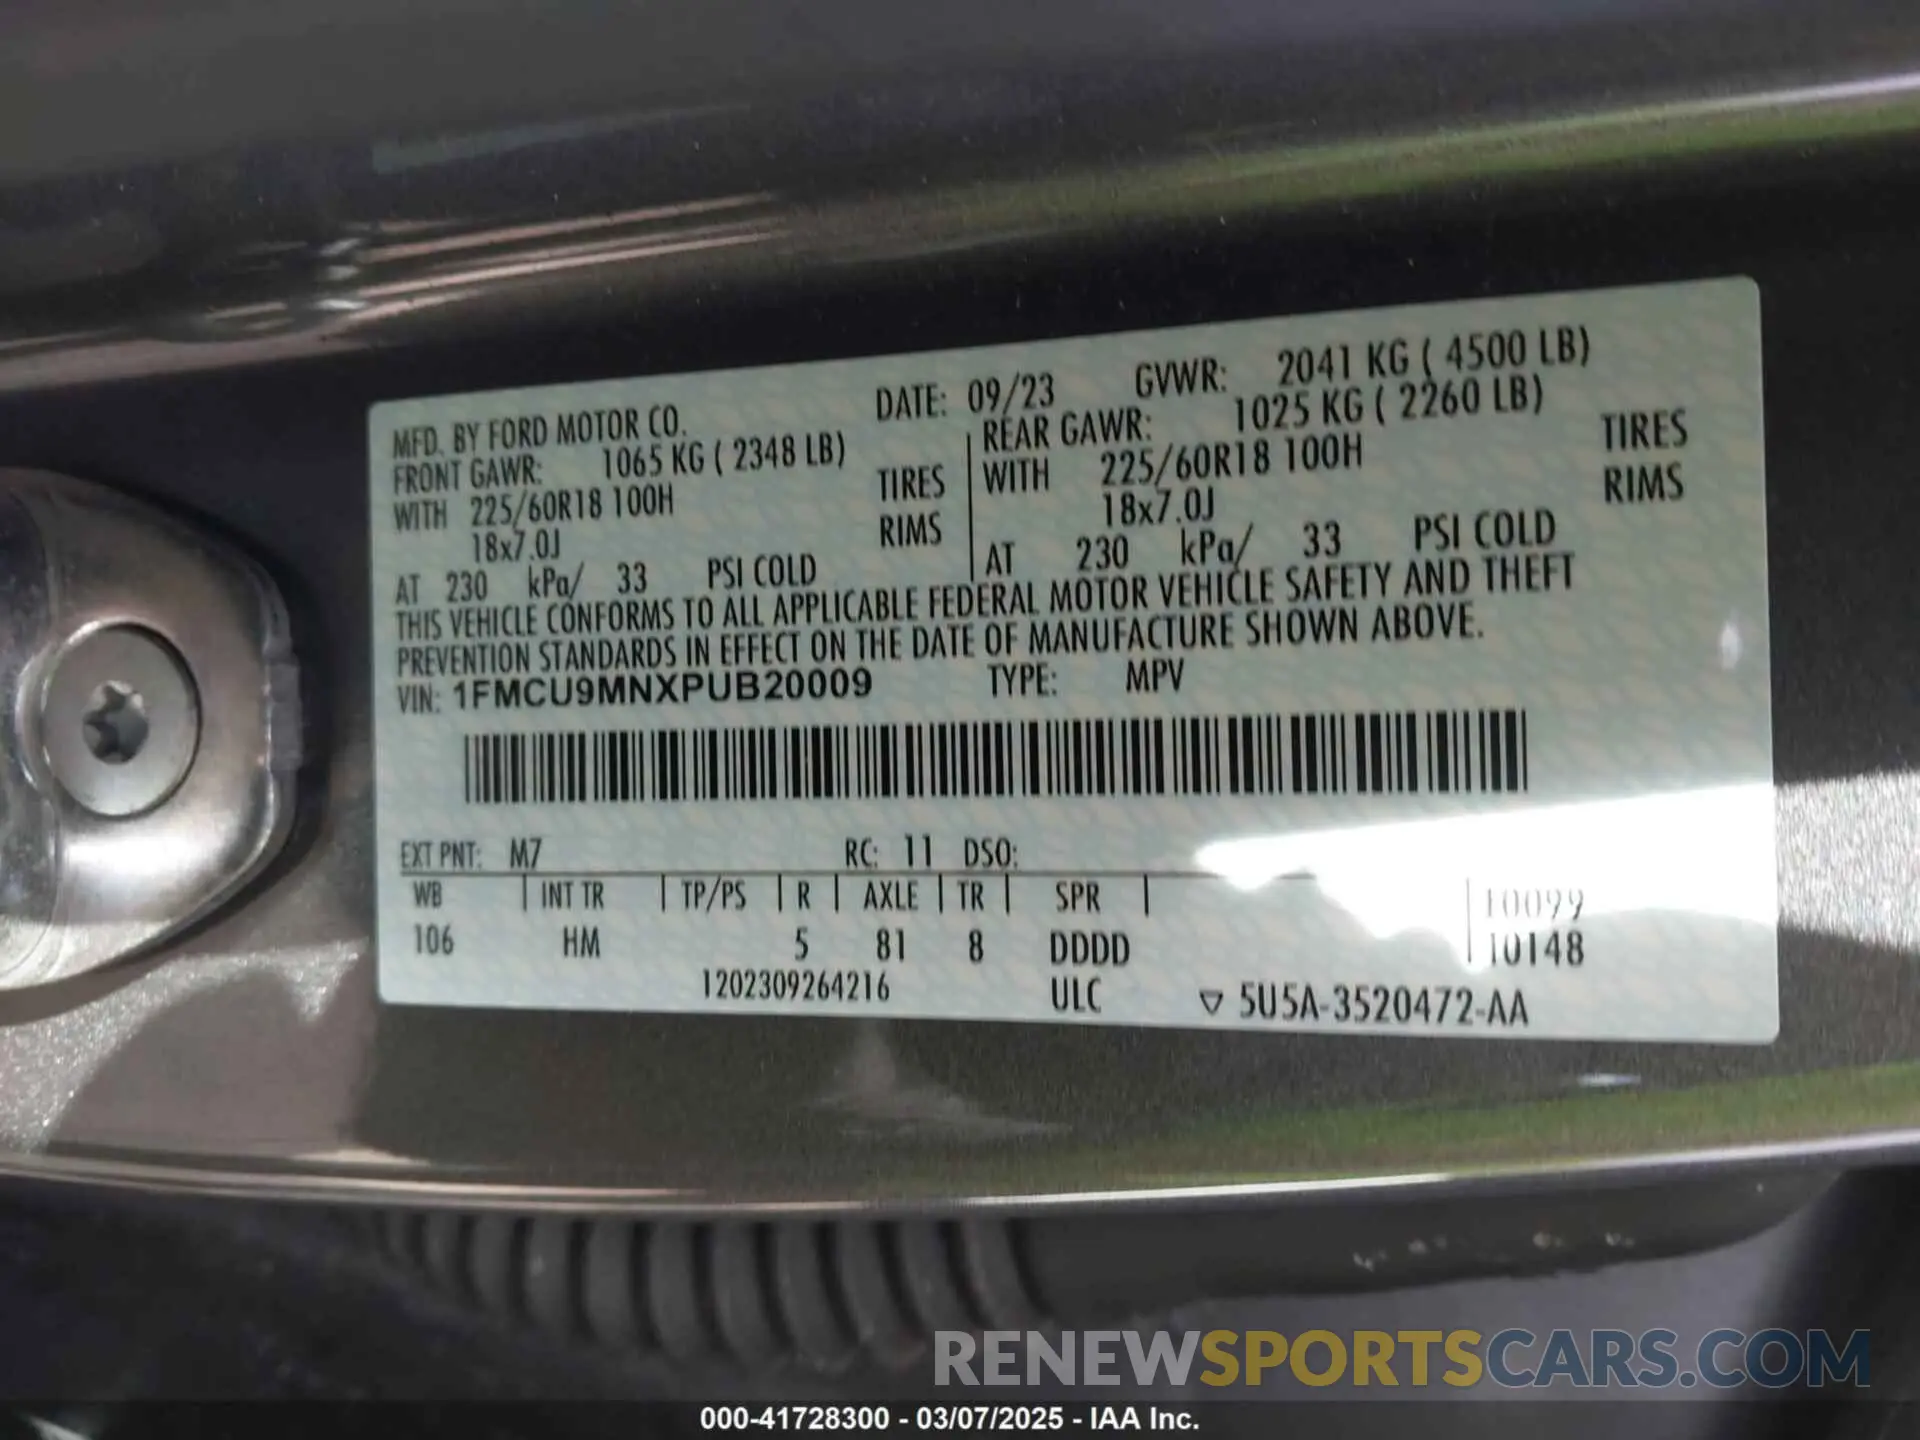 MFD. BY FORD MOTOR CO. DATE: 09/23 GVWR: 2041 KG ( 4500 LB)
FRONT GAWR: 1065 KG ( 2348 LB) REAR GAWR: 1025 KG ( 2260 LB)
WITH 225/60R18 100H TIRES WITH 225/60R18 100H TIRES
18x7.0J RIMS 18x7.0J RIMS
AT 230 kPa/ 33 PSI COLD AT 230 kPa/ 33 PSI COLD
THIS VEHICLE CONFORMS TO ALL APPLICABLE FEDERAL MOTOR VEHICLE SAFETY AND THEFT
PREVENTION STANDARDS IN EFFECT ON THE DATE OF MANUFACTURE SHOWN ABOVE.
VIN: 1FMCU9MNXPUB20009 TYPE: MPV
EXT PNT: M7 RC: 11 DSO:
WB INT TR TP/PS R AXLE TR SPR 10099
106 HM 5 81 8 DDDD 10148
1202309264216 ULC ▽ 5U5A-3520472-AA
RENEWSPORTSCARS.COM
000-41728300 - 03/07/2025 - IAA Inc.